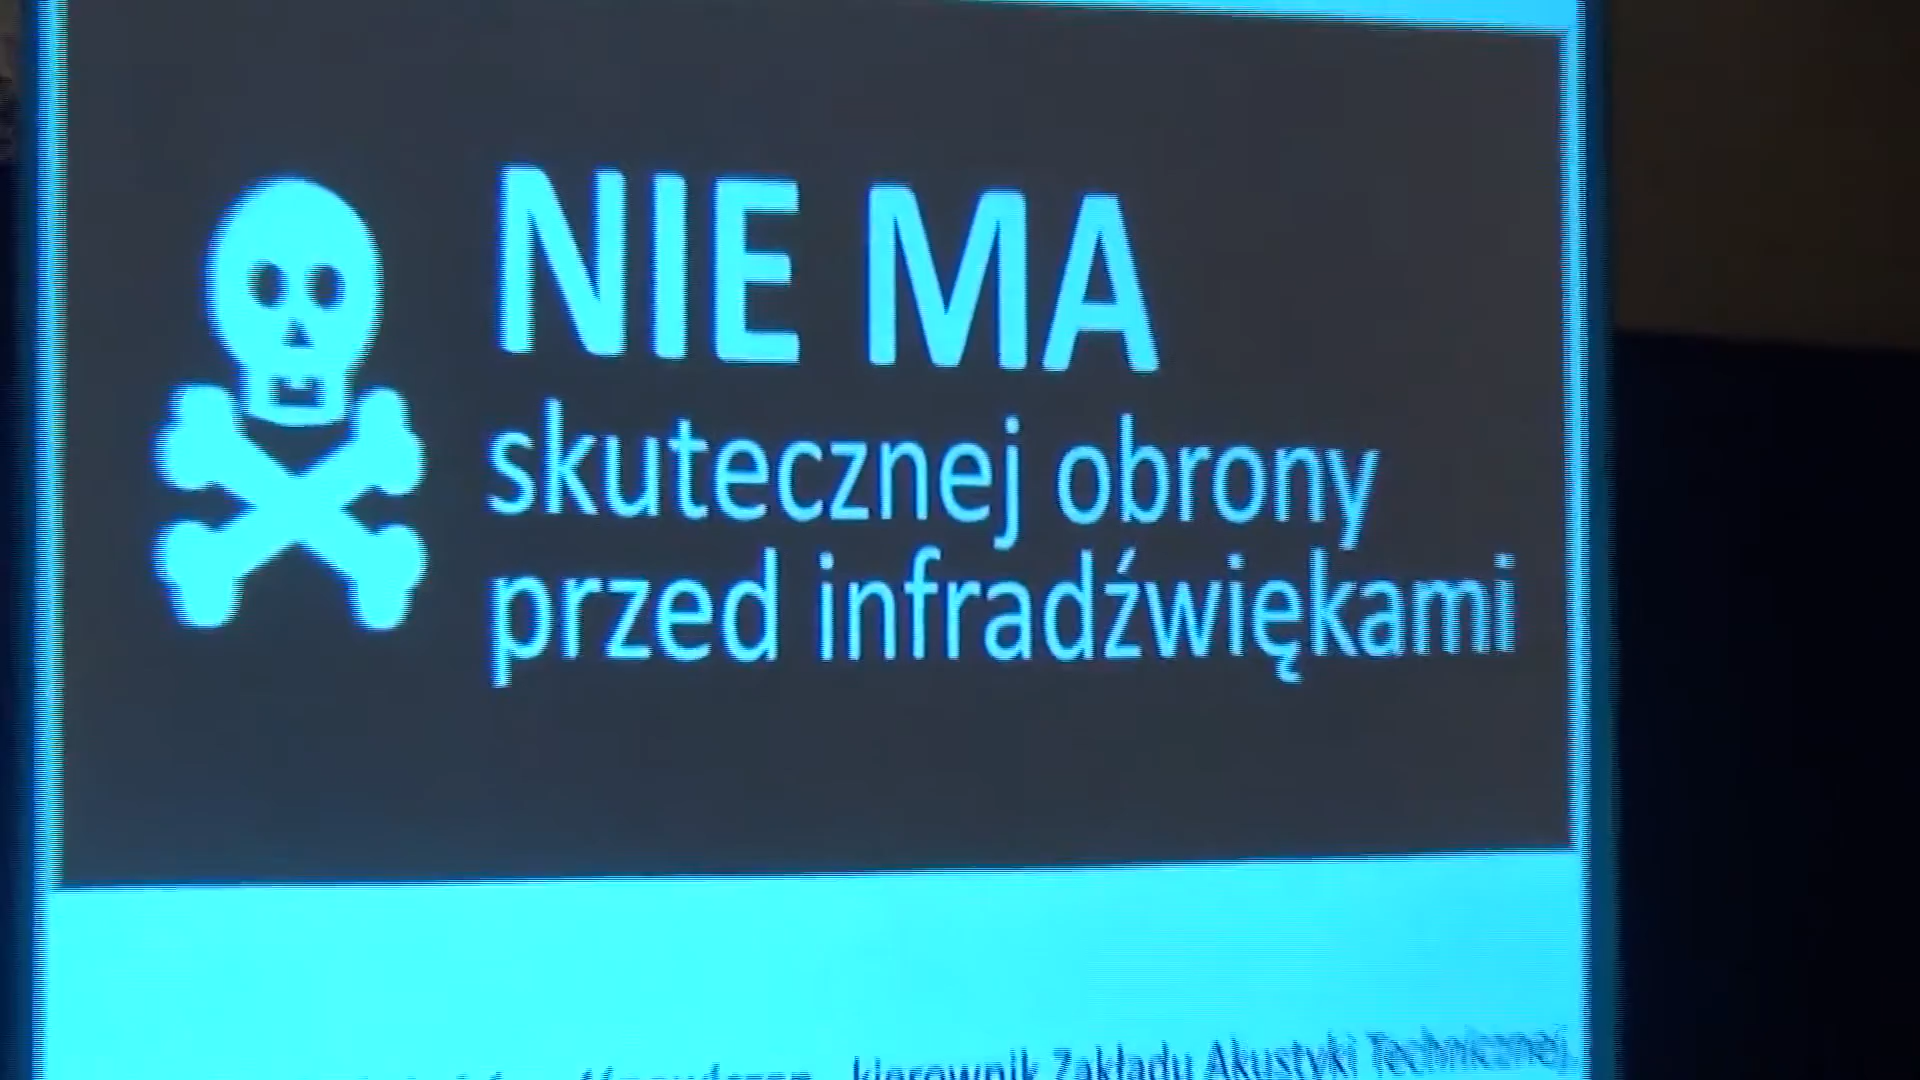 NIE MA
skutecznej obrony
przed infradźwiękami
kierownik Zakładu Akustyki Technicznej,